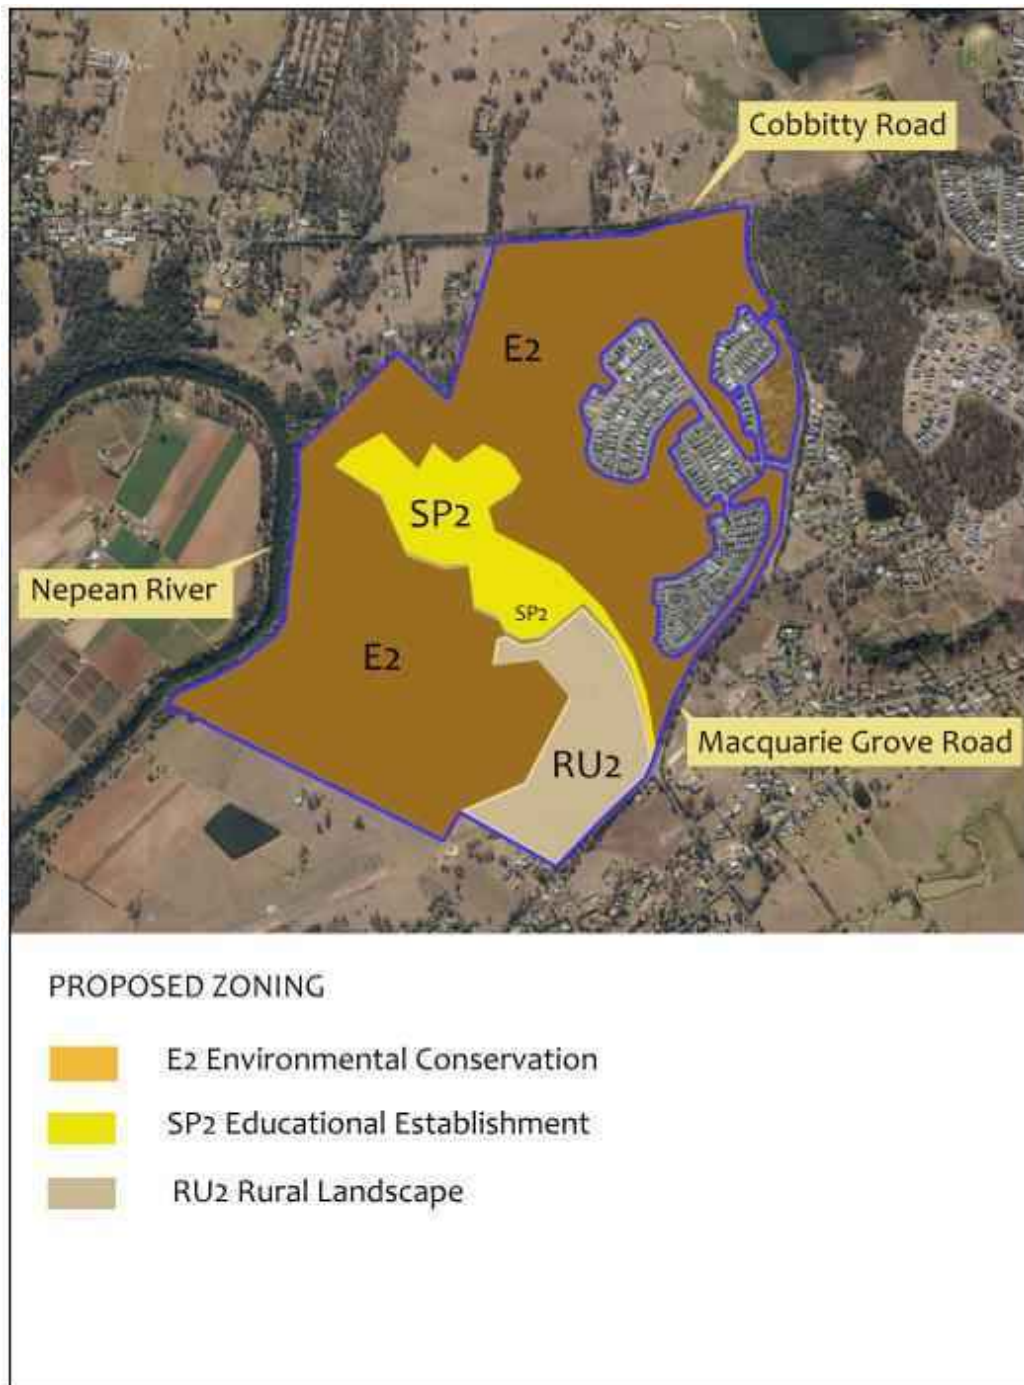 Cobbitty Road
E2
SP2
Nepean River
SP2
E2
Macquarie Grove Road
RU2
PROPOSED ZONING
E2 Environmental Conservation
SP2 Educational Establishment
RU2 Rural Landscape